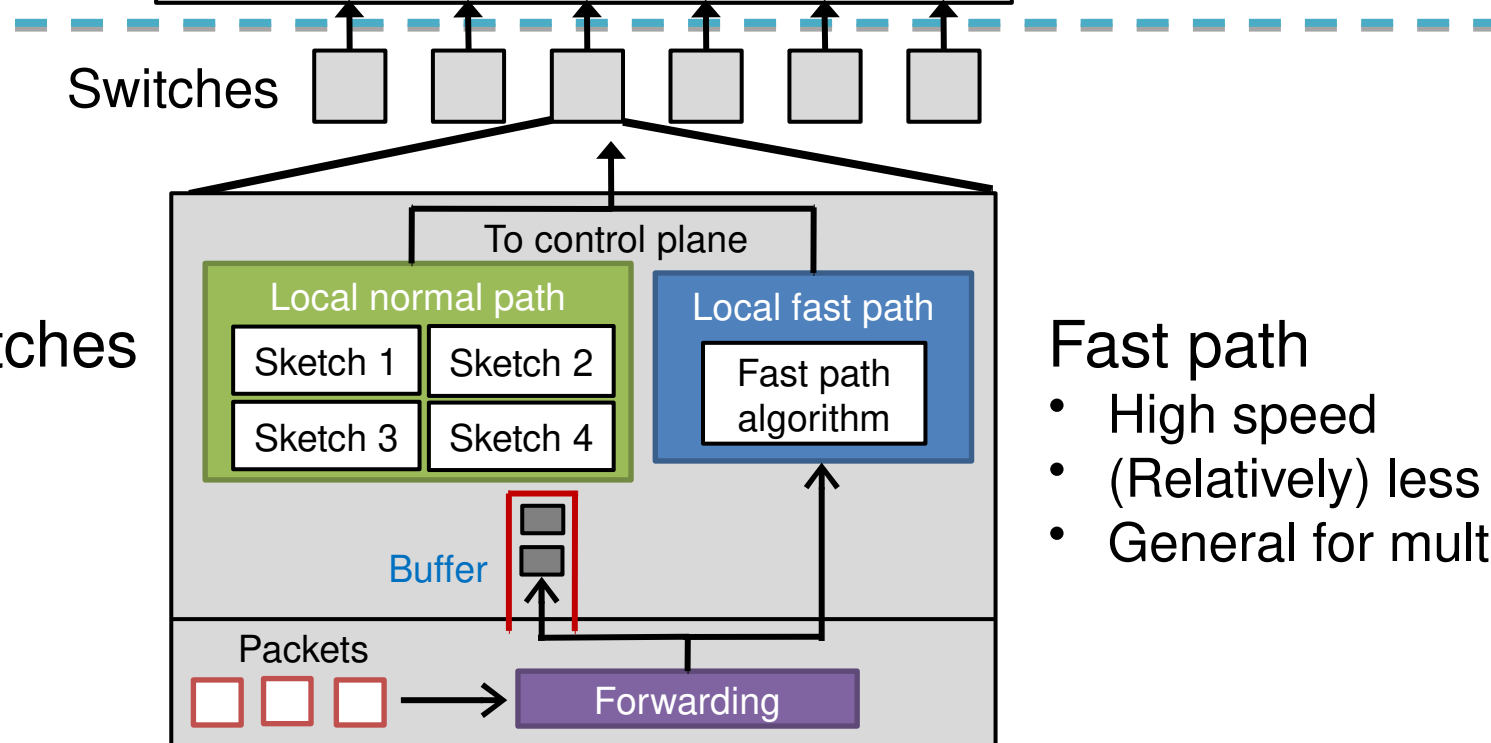 Switches
To control plane
Local normal path
Sketch 1
Sketch 2
Sketch 3
Sketch 4
Local fast path
Fast path
algorithm
Buffer
Packets
Forwarding
Fast path
• High speed
• (Relatively) less
• General for